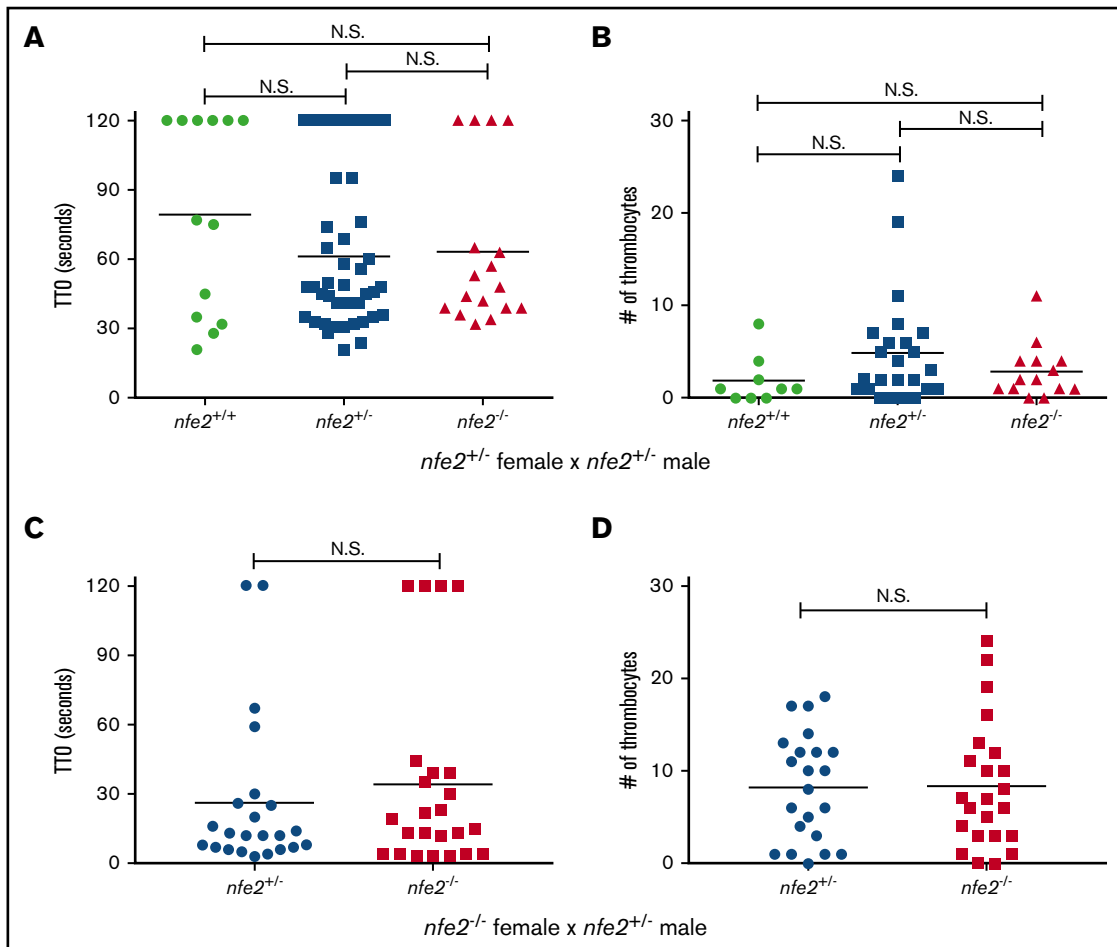 A
B
N.S.
N.S.
N.S.
N.S.
N.S.
N.S.
120
90
60
30
0
TTO (seconds)
nfe2+/+
nfe2+/-
nfe2-/-
30
20
10
0
# of thrombocytes
nfe2+/+
nfe2+/-
nfe2-/-
nfe2+/- female x nfe2+/- male
C
D
N.S.
N.S.
120
90
60
30
0
TTO (seconds)
nfe2+/-
nfe2-/-
30
20
10
0
# of thrombocytes
nfe2+/-
nfe2-/-
nfe2-/- female x nfe2+/- male